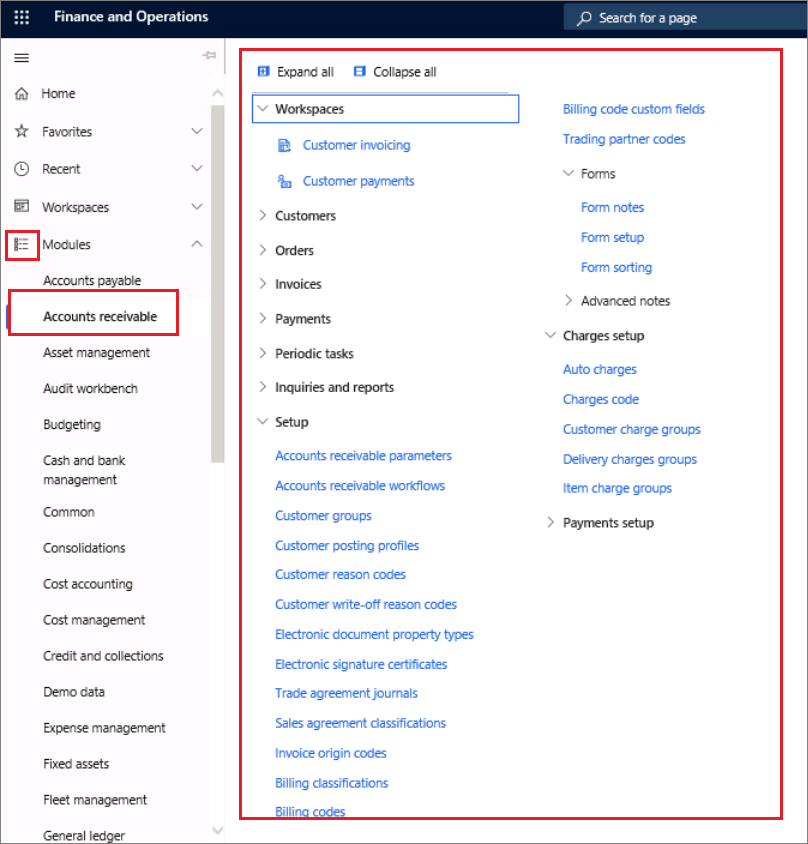 Finance and Operations
Search for a page
Home
Favorites
Recent
Workspaces
Modules
Accounts payable
Accounts receivable
Asset management
Audit workbench
Budgeting
Cash and bank
management
Common
Consolidations
Cost accounting
Cost management
Credit and collections
Demo data
Expense management
Fixed assets
Fleet management
General ledger
Expand all
Collapse all
Workspaces
Customer invoicing
Customer payments
Customers
Orders
Invoices
Payments
Periodic tasks
Inquiries and reports
Setup
Accounts receivable parameters
Accounts receivable workflows
Customer groups
Customer posting profiles
Customer reason codes
Customer write-off reason codes
Electronic document property types
Electronic signature certificates
Trade agreement journals
Sales agreement classifications
Invoice origin codes
Billing classifications
Billing codes
Billing code custom fields
Trading partner codes
Forms
Form notes
Form setup
Form sorting
Advanced notes
Charges setup
Auto charges
Charges code
Customer charge groups
Delivery charges groups
Item charge groups
Payments setup